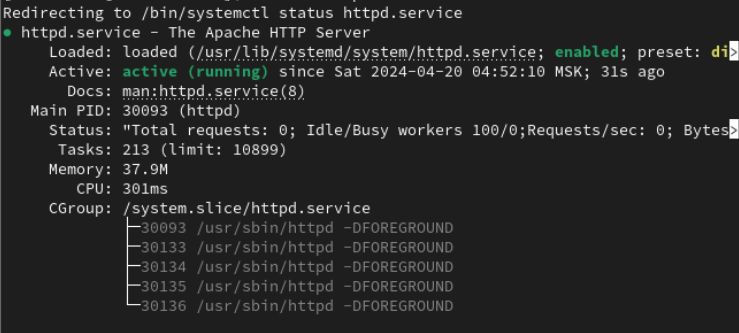 Redirecting to /bin/systemctl status httpd.service
● httpd.service - The Apache HTTP Server
Loaded: loaded (/usr/lib/systemd/system/httpd.service; enabled; preset: di>
Active: active (running) since Sat 2024-04-20 04:52:10 MSK; 31s ago
Docs: man:httpd.service(8)
Main PID: 30093 (httpd)
Status: "Total requests: 0; Idle/Busy workers 100/0;Requests/sec: 0; Bytes>
Tasks: 213 (limit: 10899)
Memory: 37.9M
CPU: 301ms
CGroup: /system.slice/httpd.service
├─30093 /usr/sbin/httpd -DFOREGROUND
├─30133 /usr/sbin/httpd -DFOREGROUND
├─30134 /usr/sbin/httpd -DFOREGROUND
├─30135 /usr/sbin/httpd -DFOREGROUND
└─30136 /usr/sbin/httpd -DFOREGROUND